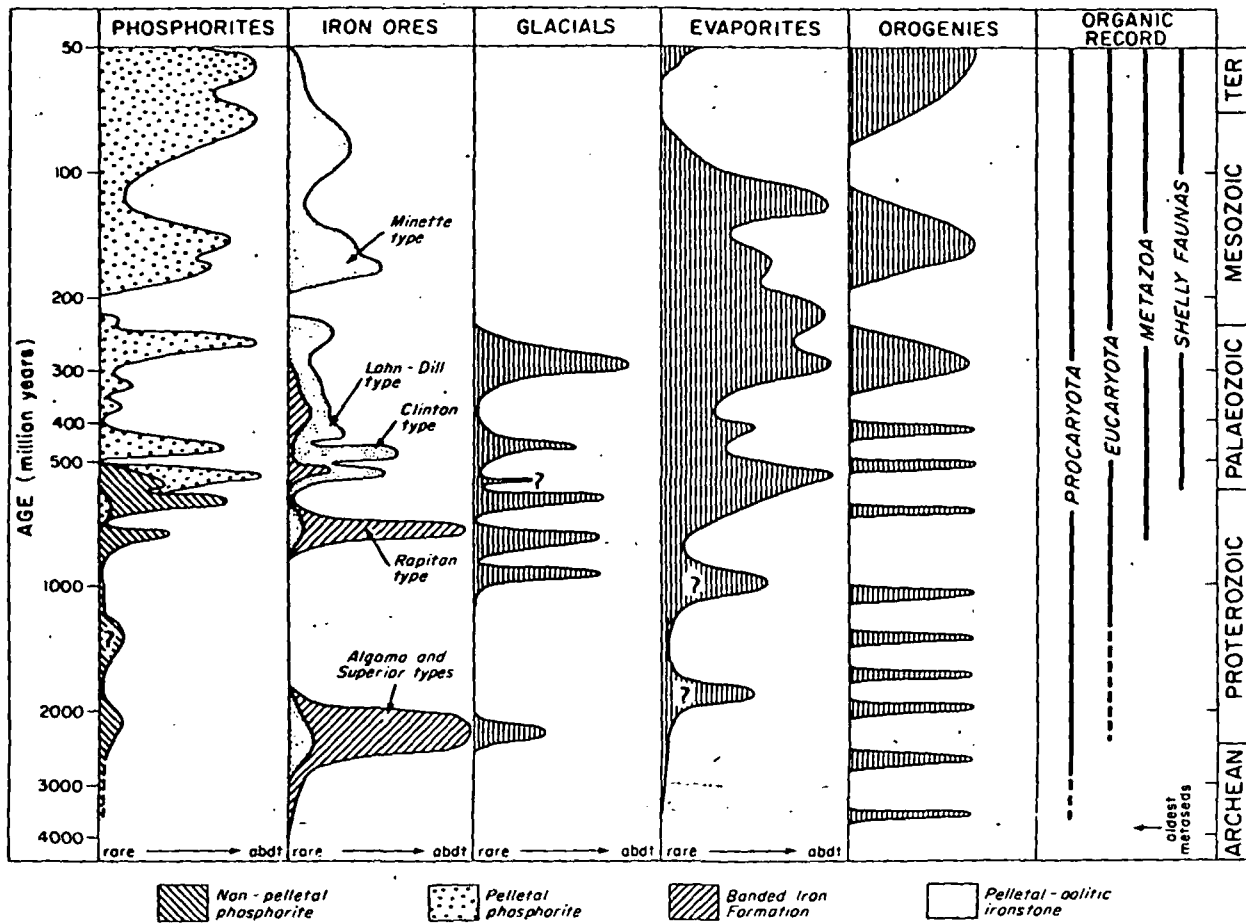 PHOSPHORITES
IRON ORES
GLACIALS
EVAPORITES
OROGENIES
ORGANIC
RECORD
AGE (million years)
50
100
200
300
400
500
1000
2000
3000
4000
Minette
type
Lahn-Dill
type
Clinton
type
?
Rapitan
type
?
?
Algoma and
Superior types
?
PROCARYOTA
EUCARYOTA
METAZOA
SHELLY FAUNAS
oldest
metaseds
TER
MESOZOIC
PALAEOZOIC
PROTEROZOIC
ARCHEAN
rare abdt
rare abdt
rare abdt
rare abdt
Non-pelletal
phosphorite
Pelletal
phosphorite
Banded Iron
Formation
Pelletal-oolitic
ironstone